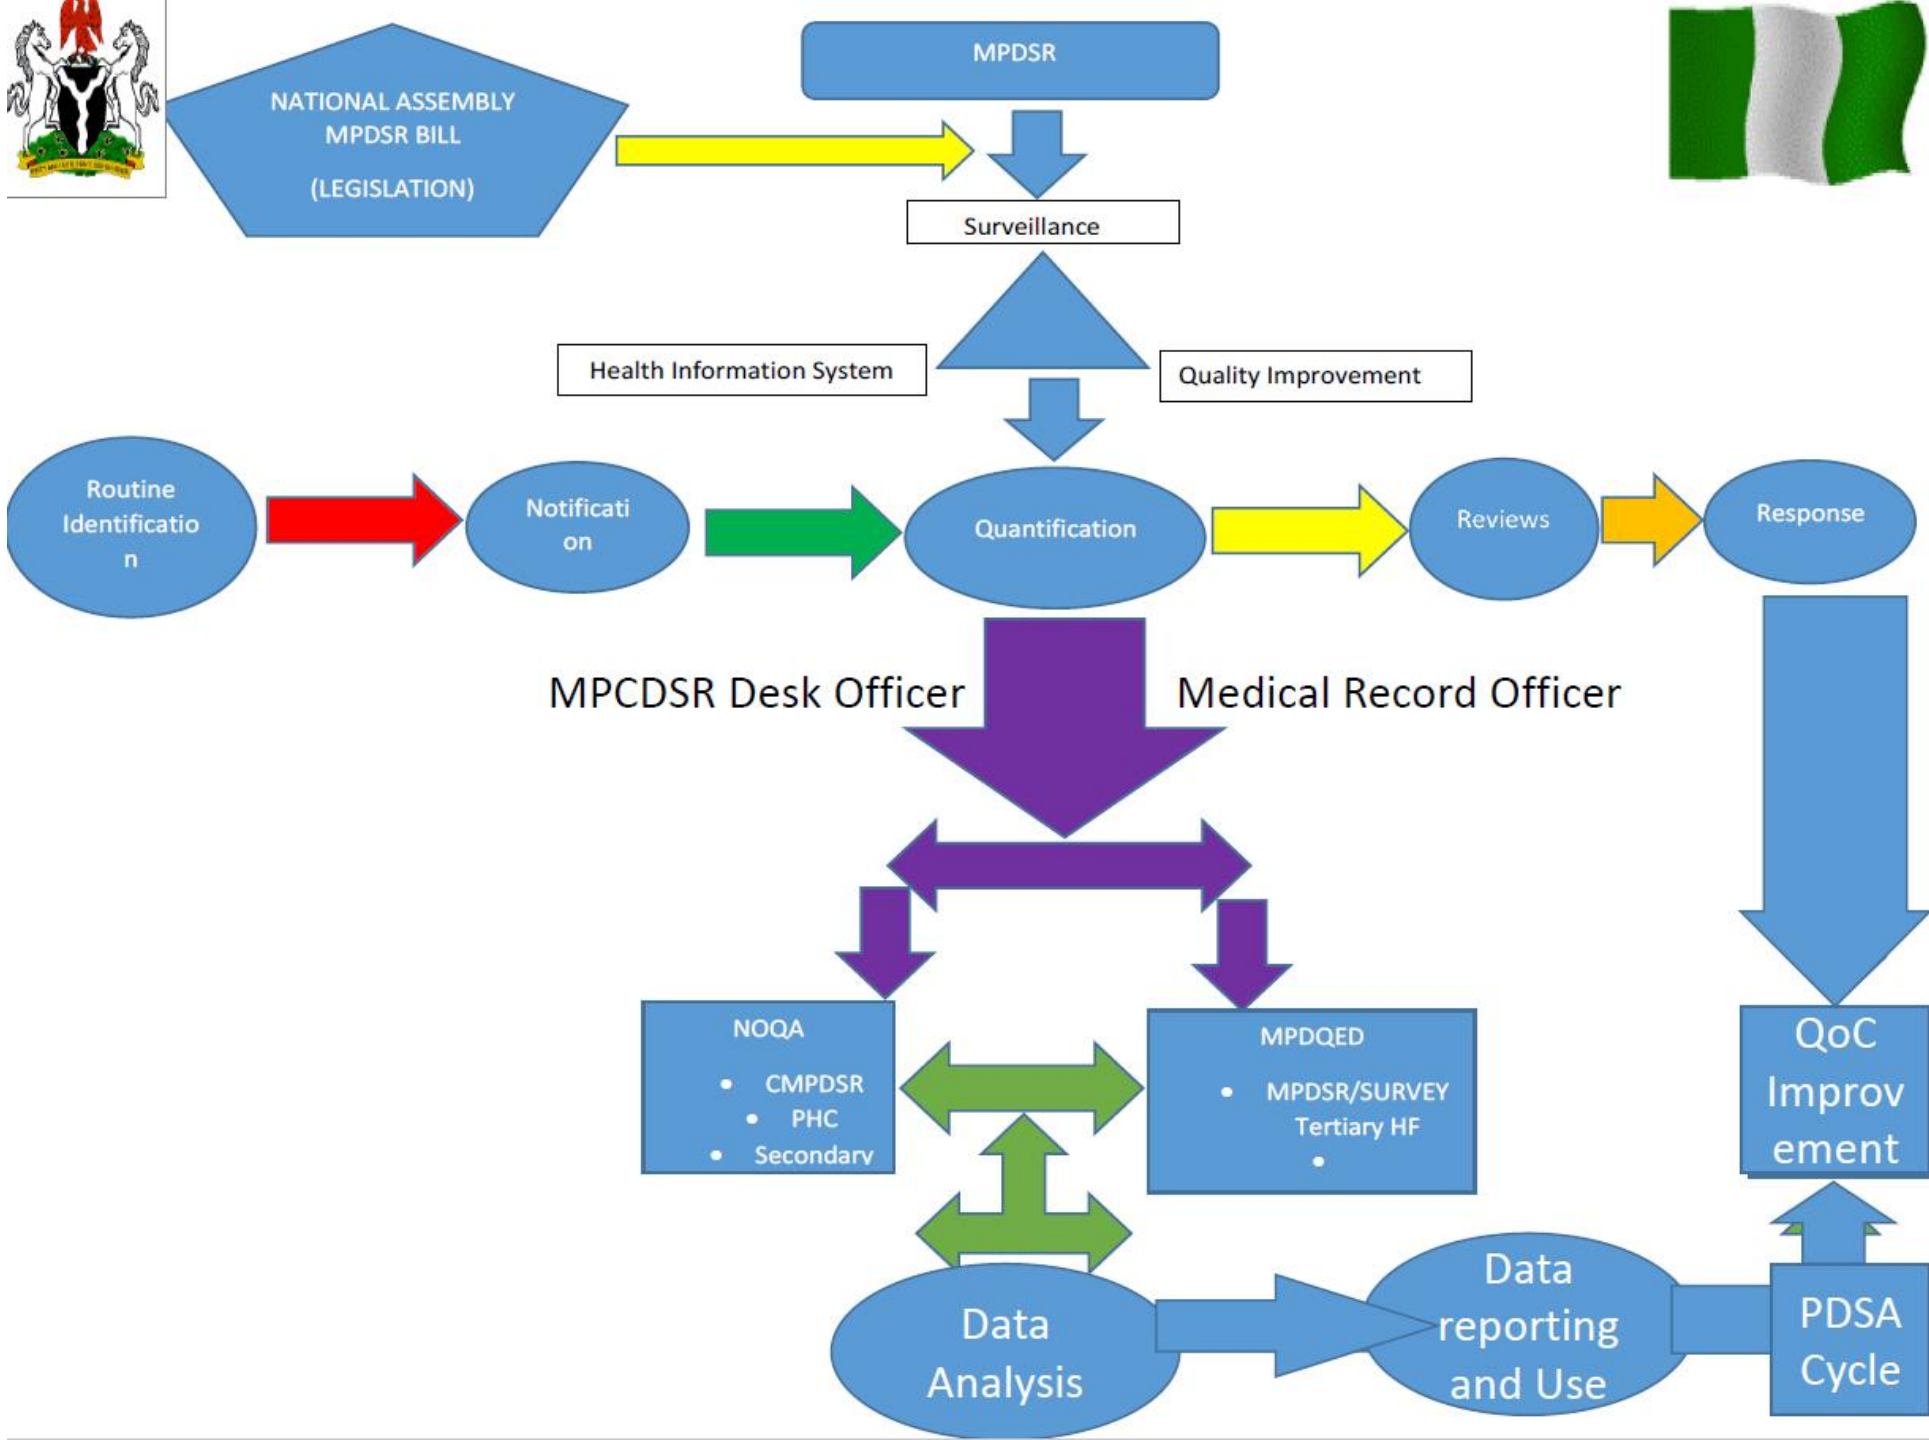 MPDSR
NATIONAL ASSEMBLY
MPDSR BILL
(LEGISLATION)
Surveillance
Health Information System
Quality Improvement
Routine
Identificatio
n
Notificati
on
Quantification
Reviews
Response
MPCDSR Desk Officer
Medical Record Officer
NOQA
• CMPDSR
• PHC
• Secondary
MPDQED
• MPDSR/SURVEY
Tertiary HF
•
QoC
Improv
ement
Data
Analysis
Data
reporting
and Use
PDSA
Cycle